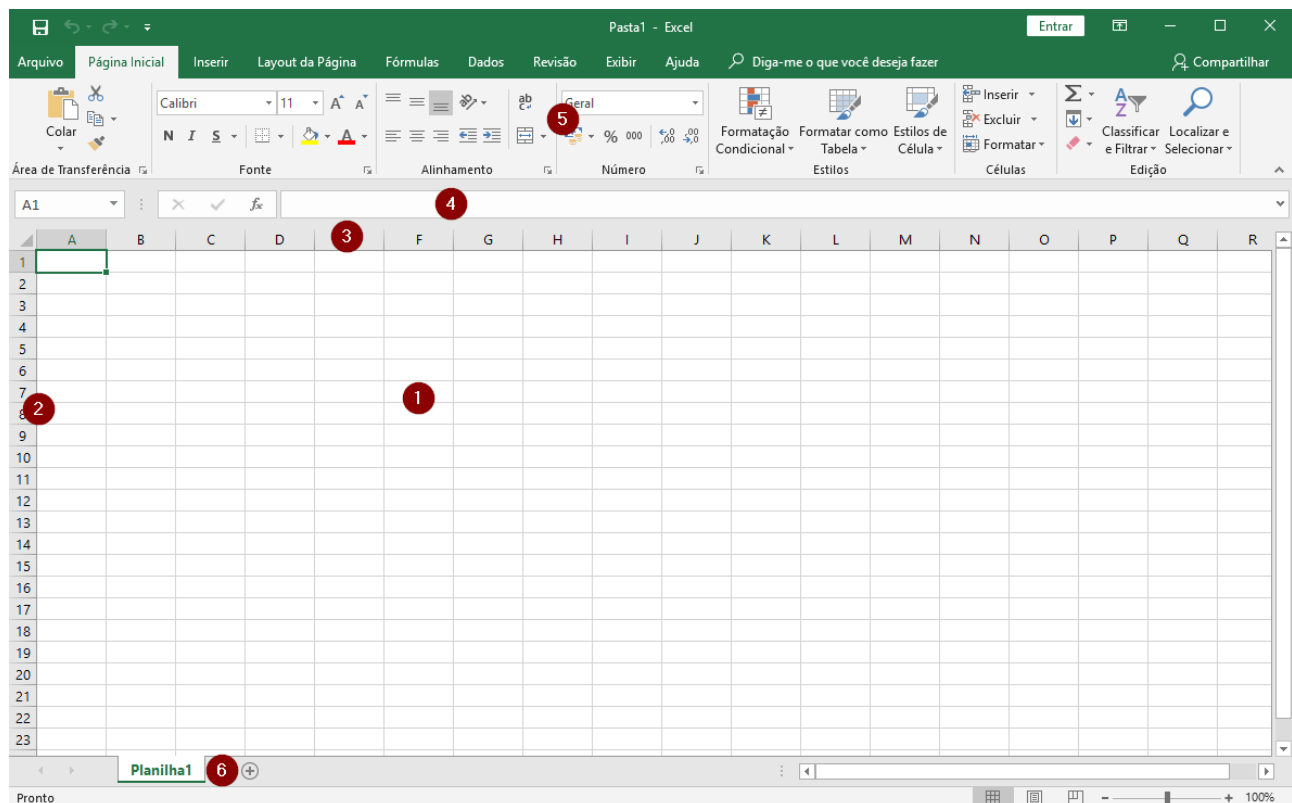 Pasta1 - Excel
Entrar
Arquivo Página Inicial Inserir Layout da Página Fórmulas Dados Revisão Exibir Ajuda Diga-me o que você deseja fazer Compartilhar
Colar
Calibri 11
N I S
A A
A
ab
c
Geral
5
% 000
,00 ,0
Formatação Condicional
Formatar como Tabela
Estilos de Célula
Inserir
Excluir
Formatar
Σ
Classificar e Filtrar
Localizar e Selecionar
Área de Transferência Fonte Alinhamento Número Estilos Células Edição
A1 fx 4
A B C D 3 F G H I J K L M N O P Q R
1
2
3
4
5
6
7
1
8 2
9
10
11
12
13
14
15
16
17
18
19
20
21
22
23
Planilha1 6
Pronto 100%